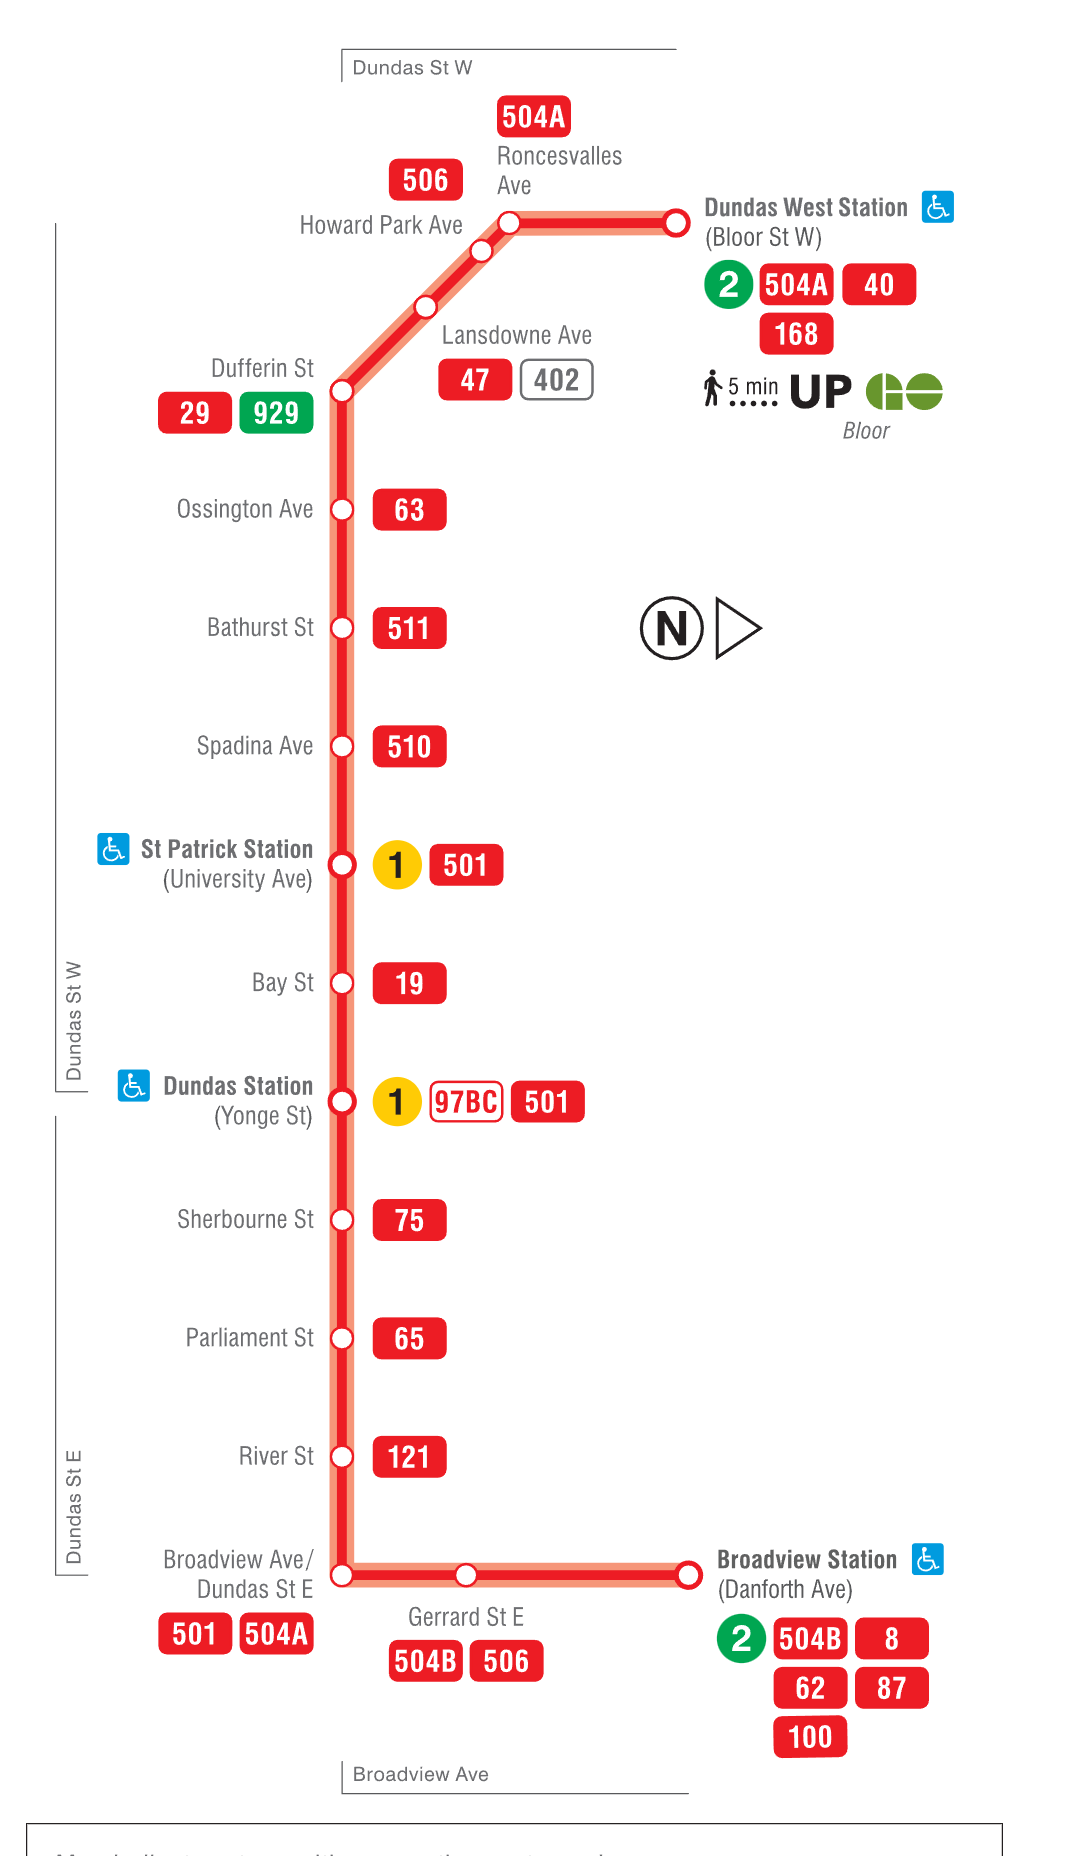 Dundas St W
504A
Roncesvalles
Ave
506
Howard Park Ave
Dundas West Station
(Bloor St W)
2 504A 40
168
5 min UP GO
Bloor
Lansdowne Ave
47 402
Dufferin St
29 929
Ossington Ave 63
N
Bathurst St 511
Spadina Ave 510
St Patrick Station
(University Ave)
1 501
Bay St 19
Dundas St W
Dundas Station
(Yonge St)
1 97BC 501
Sherbourne St 75
Parliament St 65
River St 121
Dundas St E
Broadview Ave/
Dundas St E
501 504A
Gerrard St E
504B 506
Broadview Station
(Danforth Ave)
2 504B 8
62 87
100
Broadview Ave